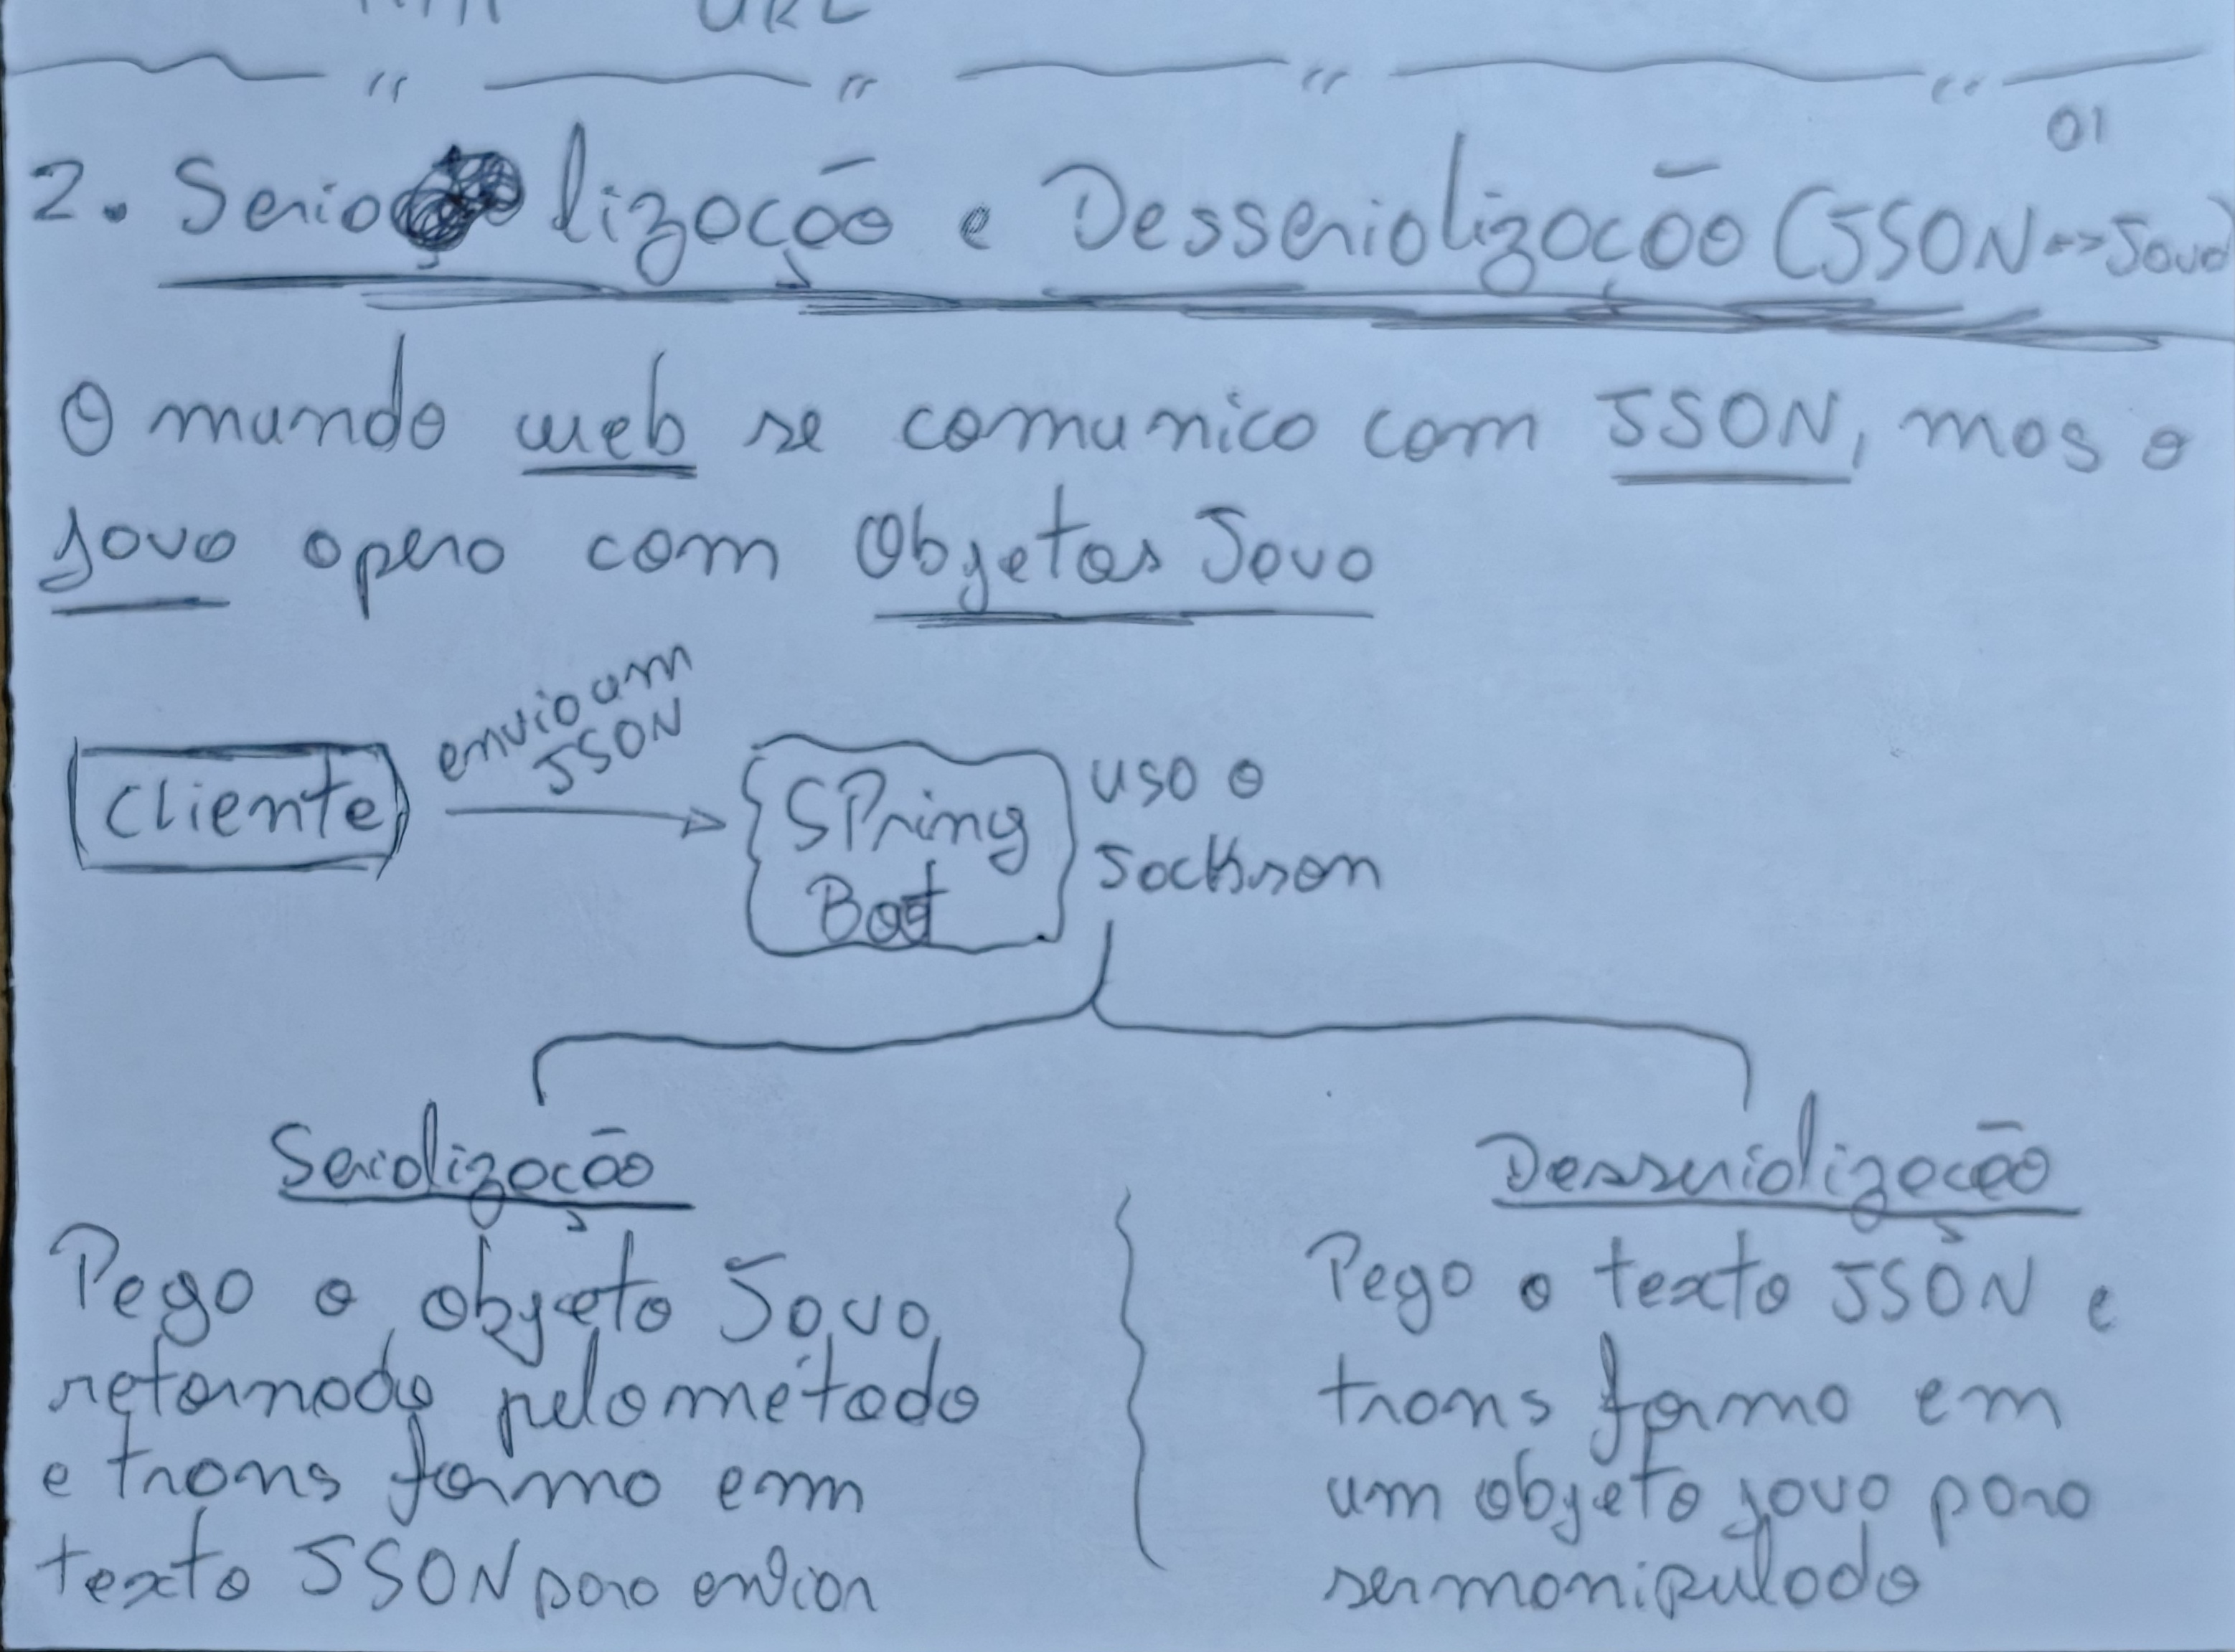 URL
01
2. Serialização e Desserialização (JSON <-> Java)
O mundo web se comunica com JSON, mas o
Java opera com Objetos Java
Cliente
envia um
JSON
SPring
Boot
usa o
Jackson
Serialização
Pega o objeto Java
retornado pelo método
e transforma em
texto JSON para enviar
Desserialização
Pega o texto JSON e
transforma em
um objeto java para
ser manipulado